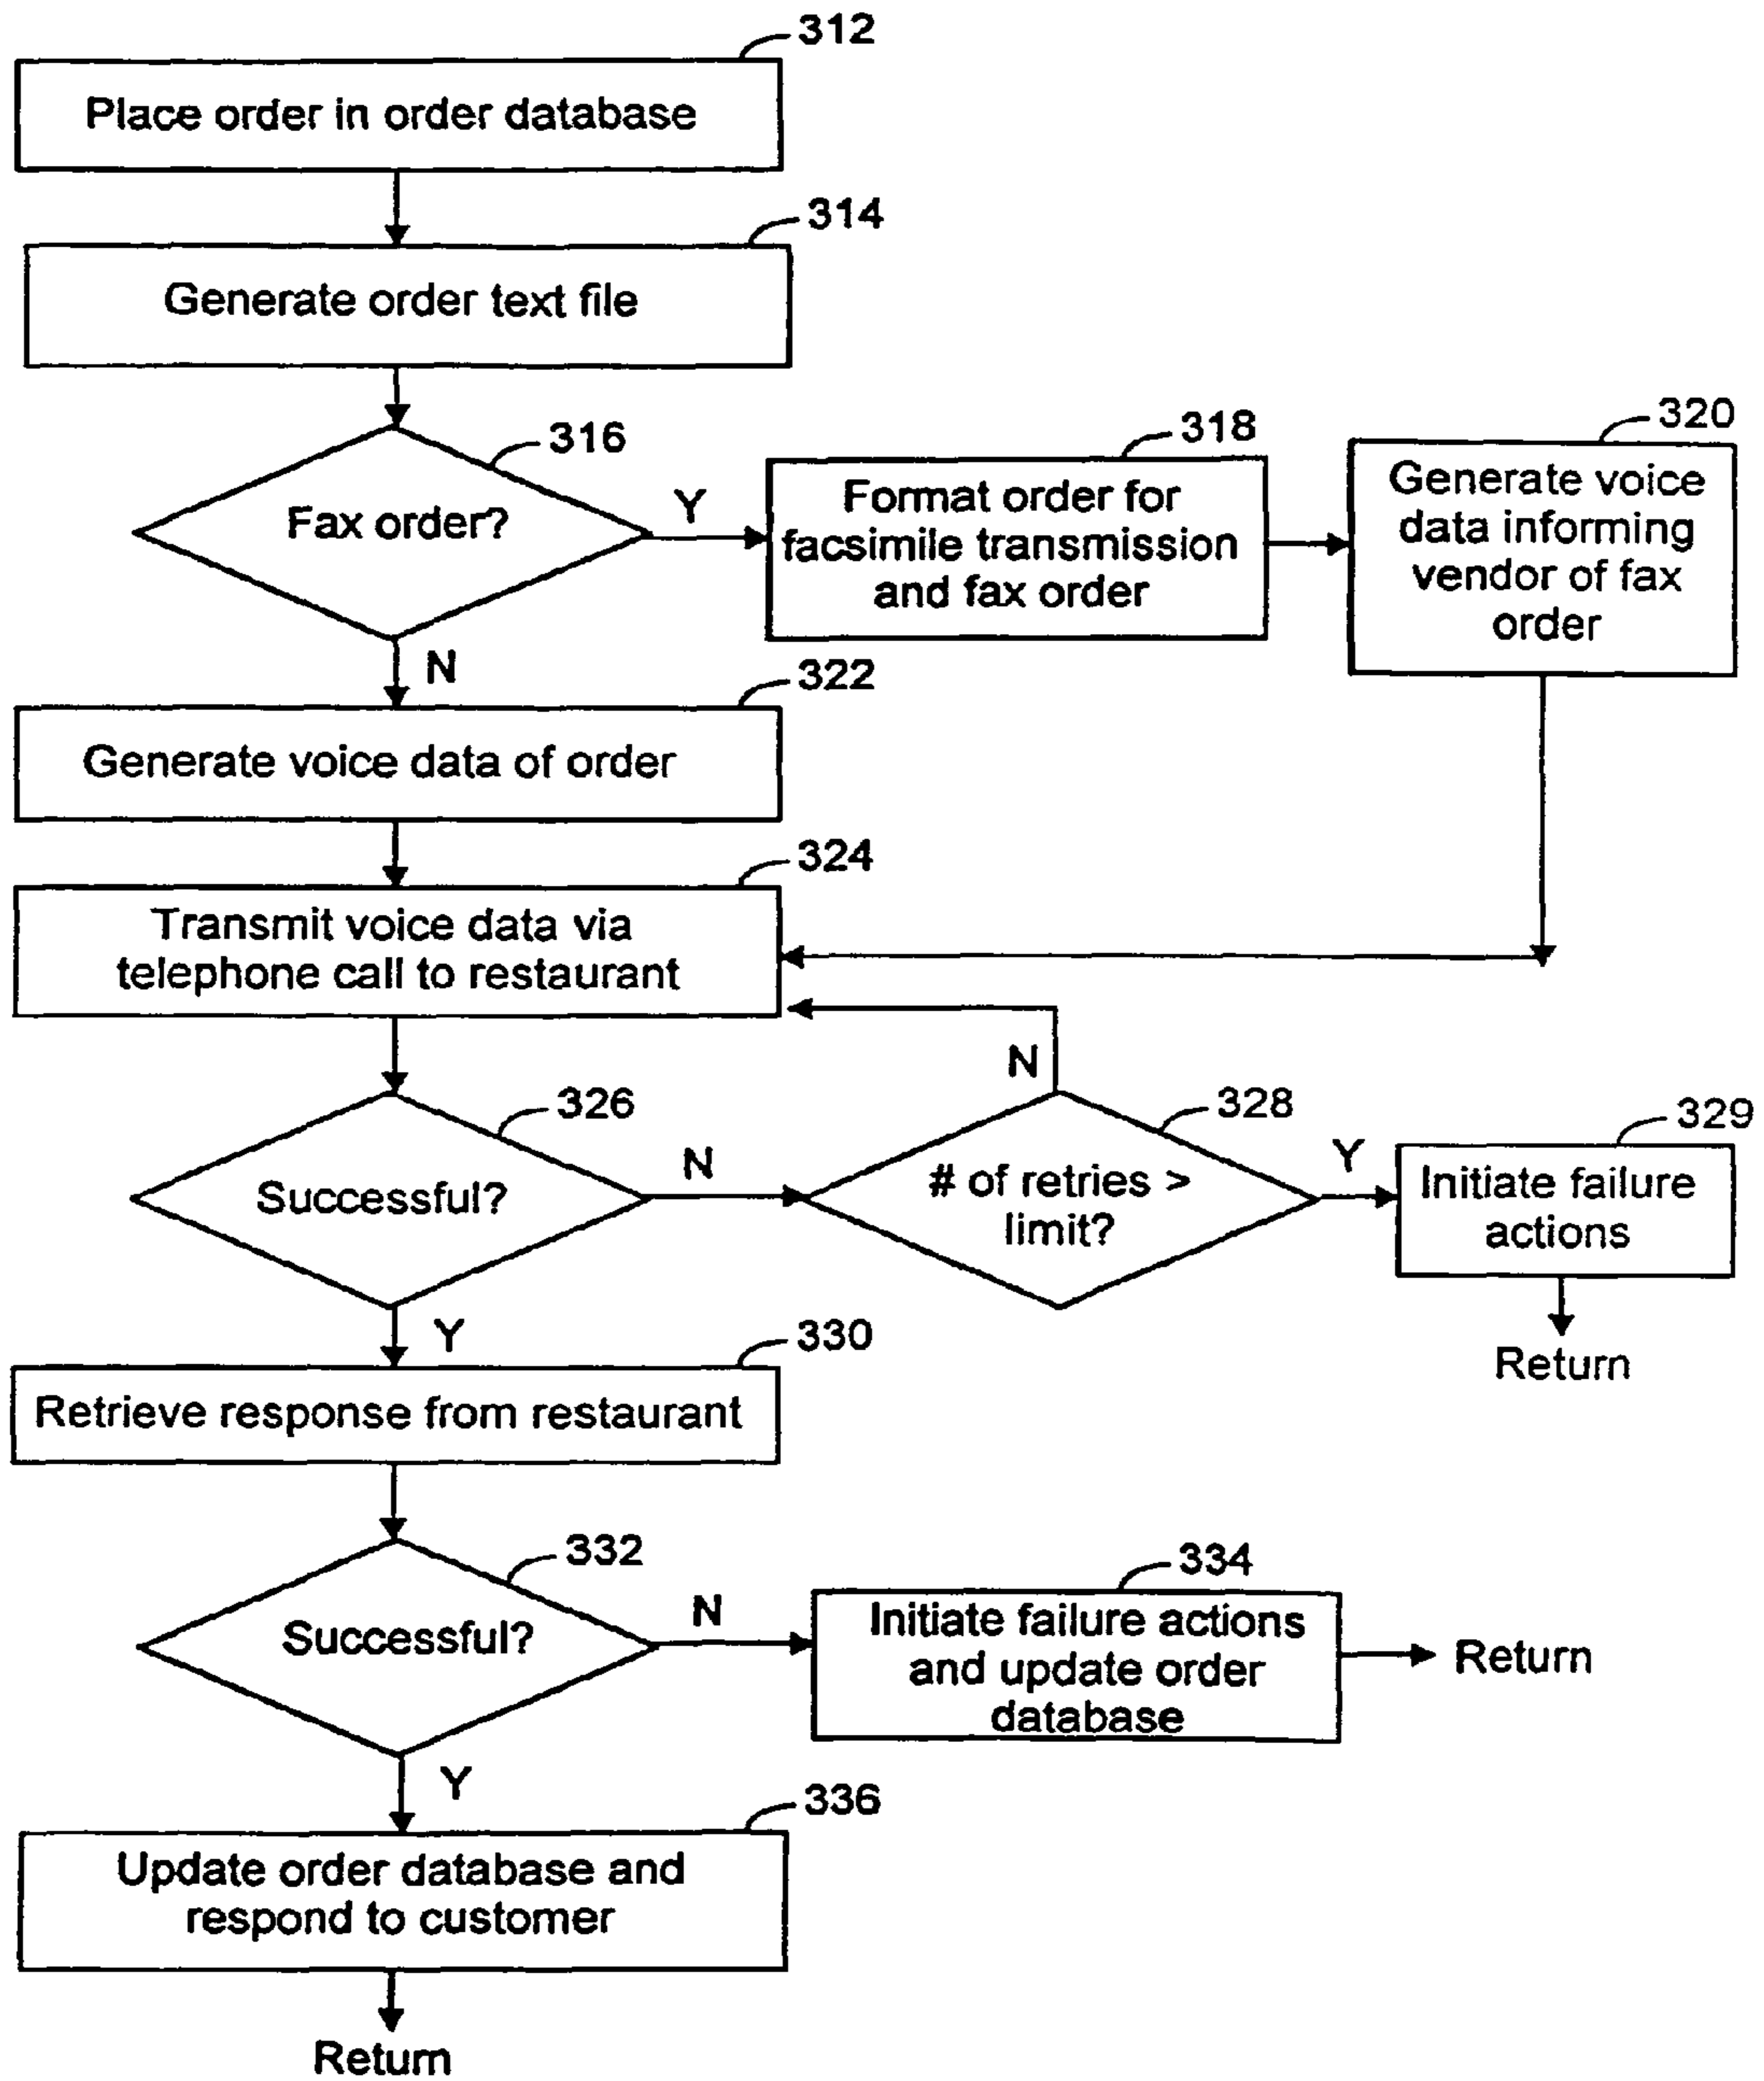 312
Place order in order database
314
Generate order text file
316
Fax order?
Y
318
Format order for
facsimile transmission
and fax order
320
Generate voice
data informing
vendor of fax
order
N
322
Generate voice data of order
324
Transmit voice data via
telephone call to restaurant
326
Successful?
N
328
# of retries >
limit?
N
Y
329
Initiate failure
actions
Return
Y
330
Retrieve response from restaurant
332
Successful?
N
334
Initiate failure actions
and update order
database
Return
Y
336
Update order database and
respond to customer
Return